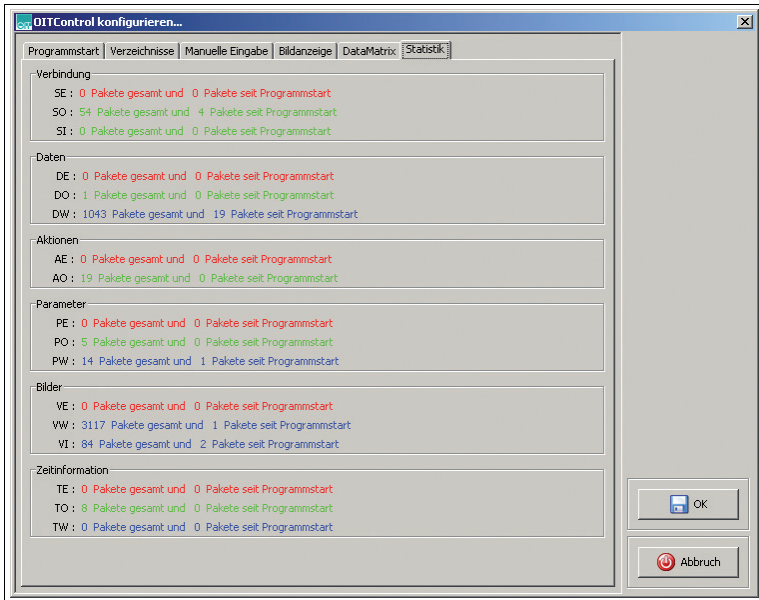 OIT OITControl konfigurieren...
Programmstart Verzeichnisse Manuelle Eingabe Bildanzeige DataMatrix Statistik
Verbindung
SE : 0 Pakete gesamt und 0 Pakete seit Programmstart
SO : 54 Pakete gesamt und 4 Pakete seit Programmstart
SI : 0 Pakete gesamt und 0 Pakete seit Programmstart
Daten
DE : 0 Pakete gesamt und 0 Pakete seit Programmstart
DO : 1 Pakete gesamt und 0 Pakete seit Programmstart
DW : 1043 Pakete gesamt und 19 Pakete seit Programmstart
Aktionen
AE : 0 Pakete gesamt und 0 Pakete seit Programmstart
AO : 19 Pakete gesamt und 0 Pakete seit Programmstart
Parameter
PE : 0 Pakete gesamt und 0 Pakete seit Programmstart
PO : 5 Pakete gesamt und 0 Pakete seit Programmstart
PW : 14 Pakete gesamt und 1 Pakete seit Programmstart
Bilder
VE : 0 Pakete gesamt und 0 Pakete seit Programmstart
VW : 3117 Pakete gesamt und 1 Pakete seit Programmstart
VI : 84 Pakete gesamt und 2 Pakete seit Programmstart
Zeitinformation
TE : 0 Pakete gesamt und 0 Pakete seit Programmstart
TO : 8 Pakete gesamt und 0 Pakete seit Programmstart
TW : 0 Pakete gesamt und 0 Pakete seit Programmstart
OK
Abbruch